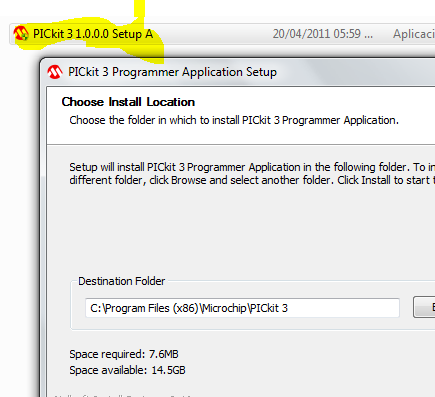 PICkit 3 1.0.0.0 Setup A 20/04/2011 05:59 ... Aplicaci
PICkit 3 Programmer Application Setup
Choose Install Location
Choose the folder in which to install PICkit 3 Programmer Application.
Setup will install PICkit 3 Programmer Application in the following folder. To in
different folder, click Browse and select another folder. Click Install to start t
Destination Folder
C:\Program Files (x86)\Microchip\PICkit 3
Space required: 7.6MB
Space available: 14.5GB